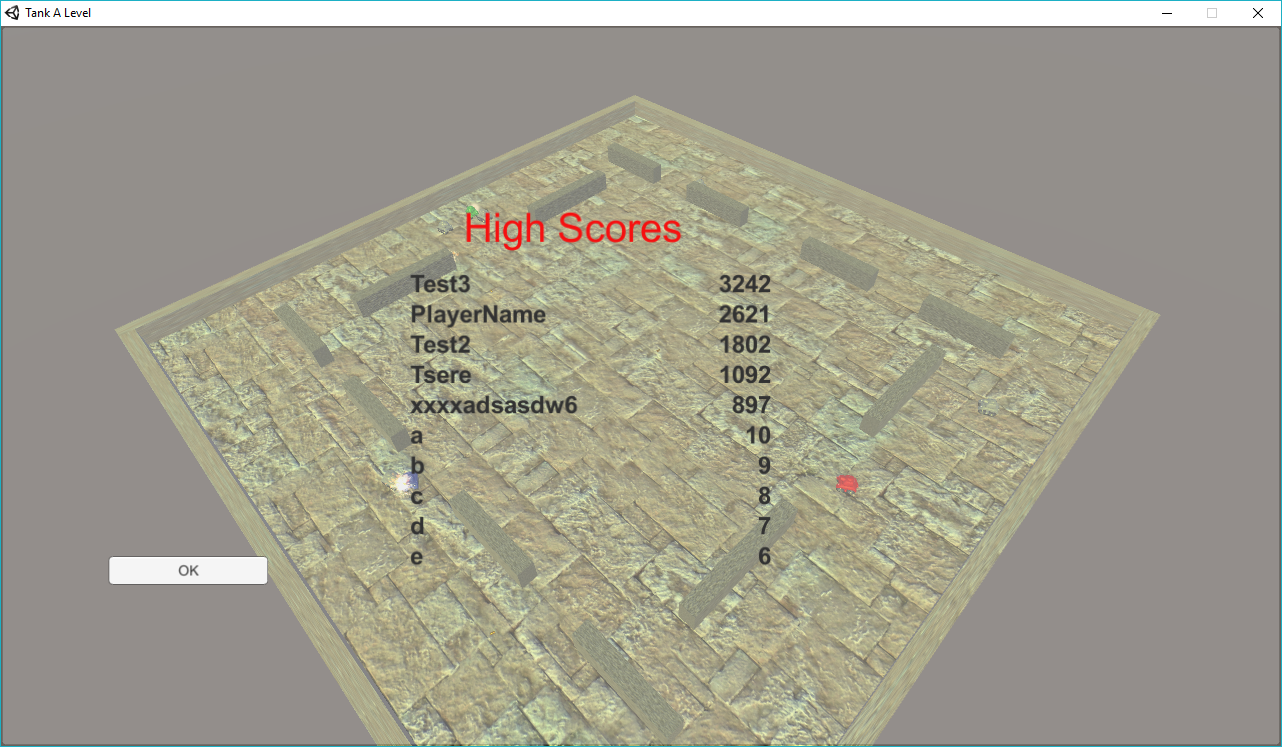 Tank A Level
High Scores
Test3 3242
PlayerName 2621
Test2 1802
Tsere 1092
xxxxadsasdw6 897
a 10
b 9
c 8
d 7
e 6
OK